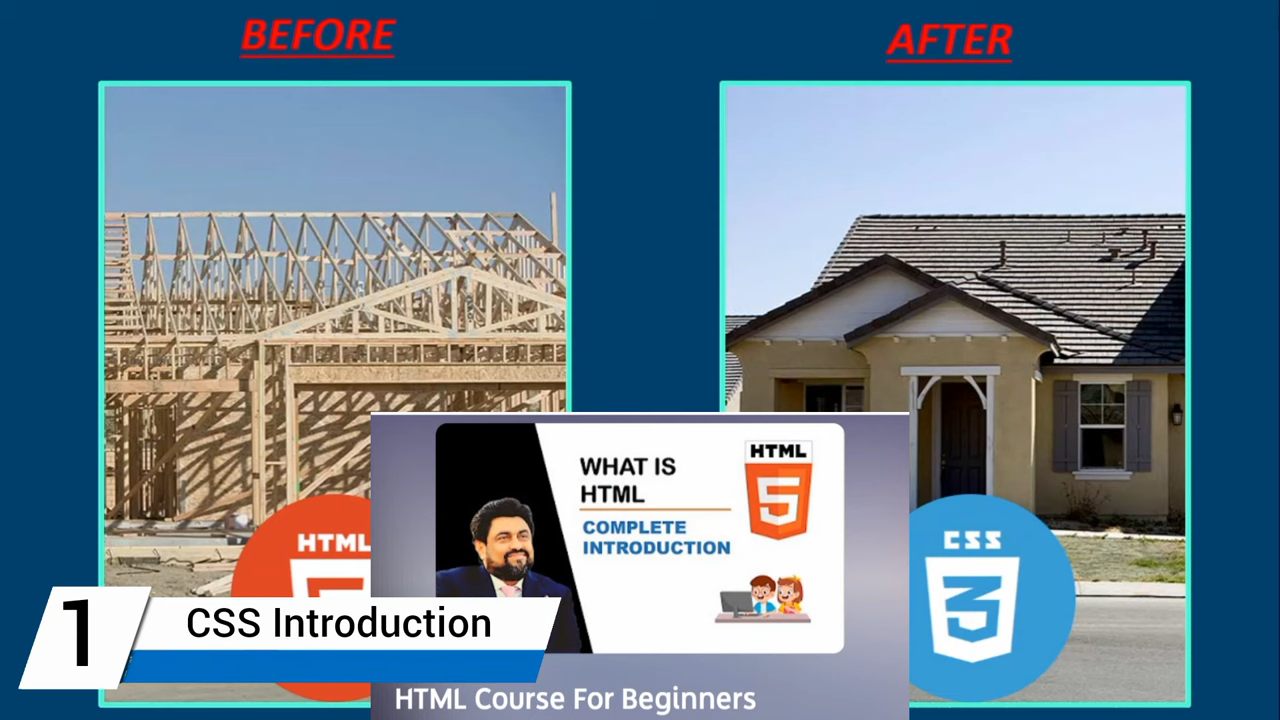 BEFORE
AFTER
HTML
WHAT IS
HTML
COMPLETE
INTRODUCTION
HTML
5
CSS
3
1
CSS Introduction
HTML Course For Beginners